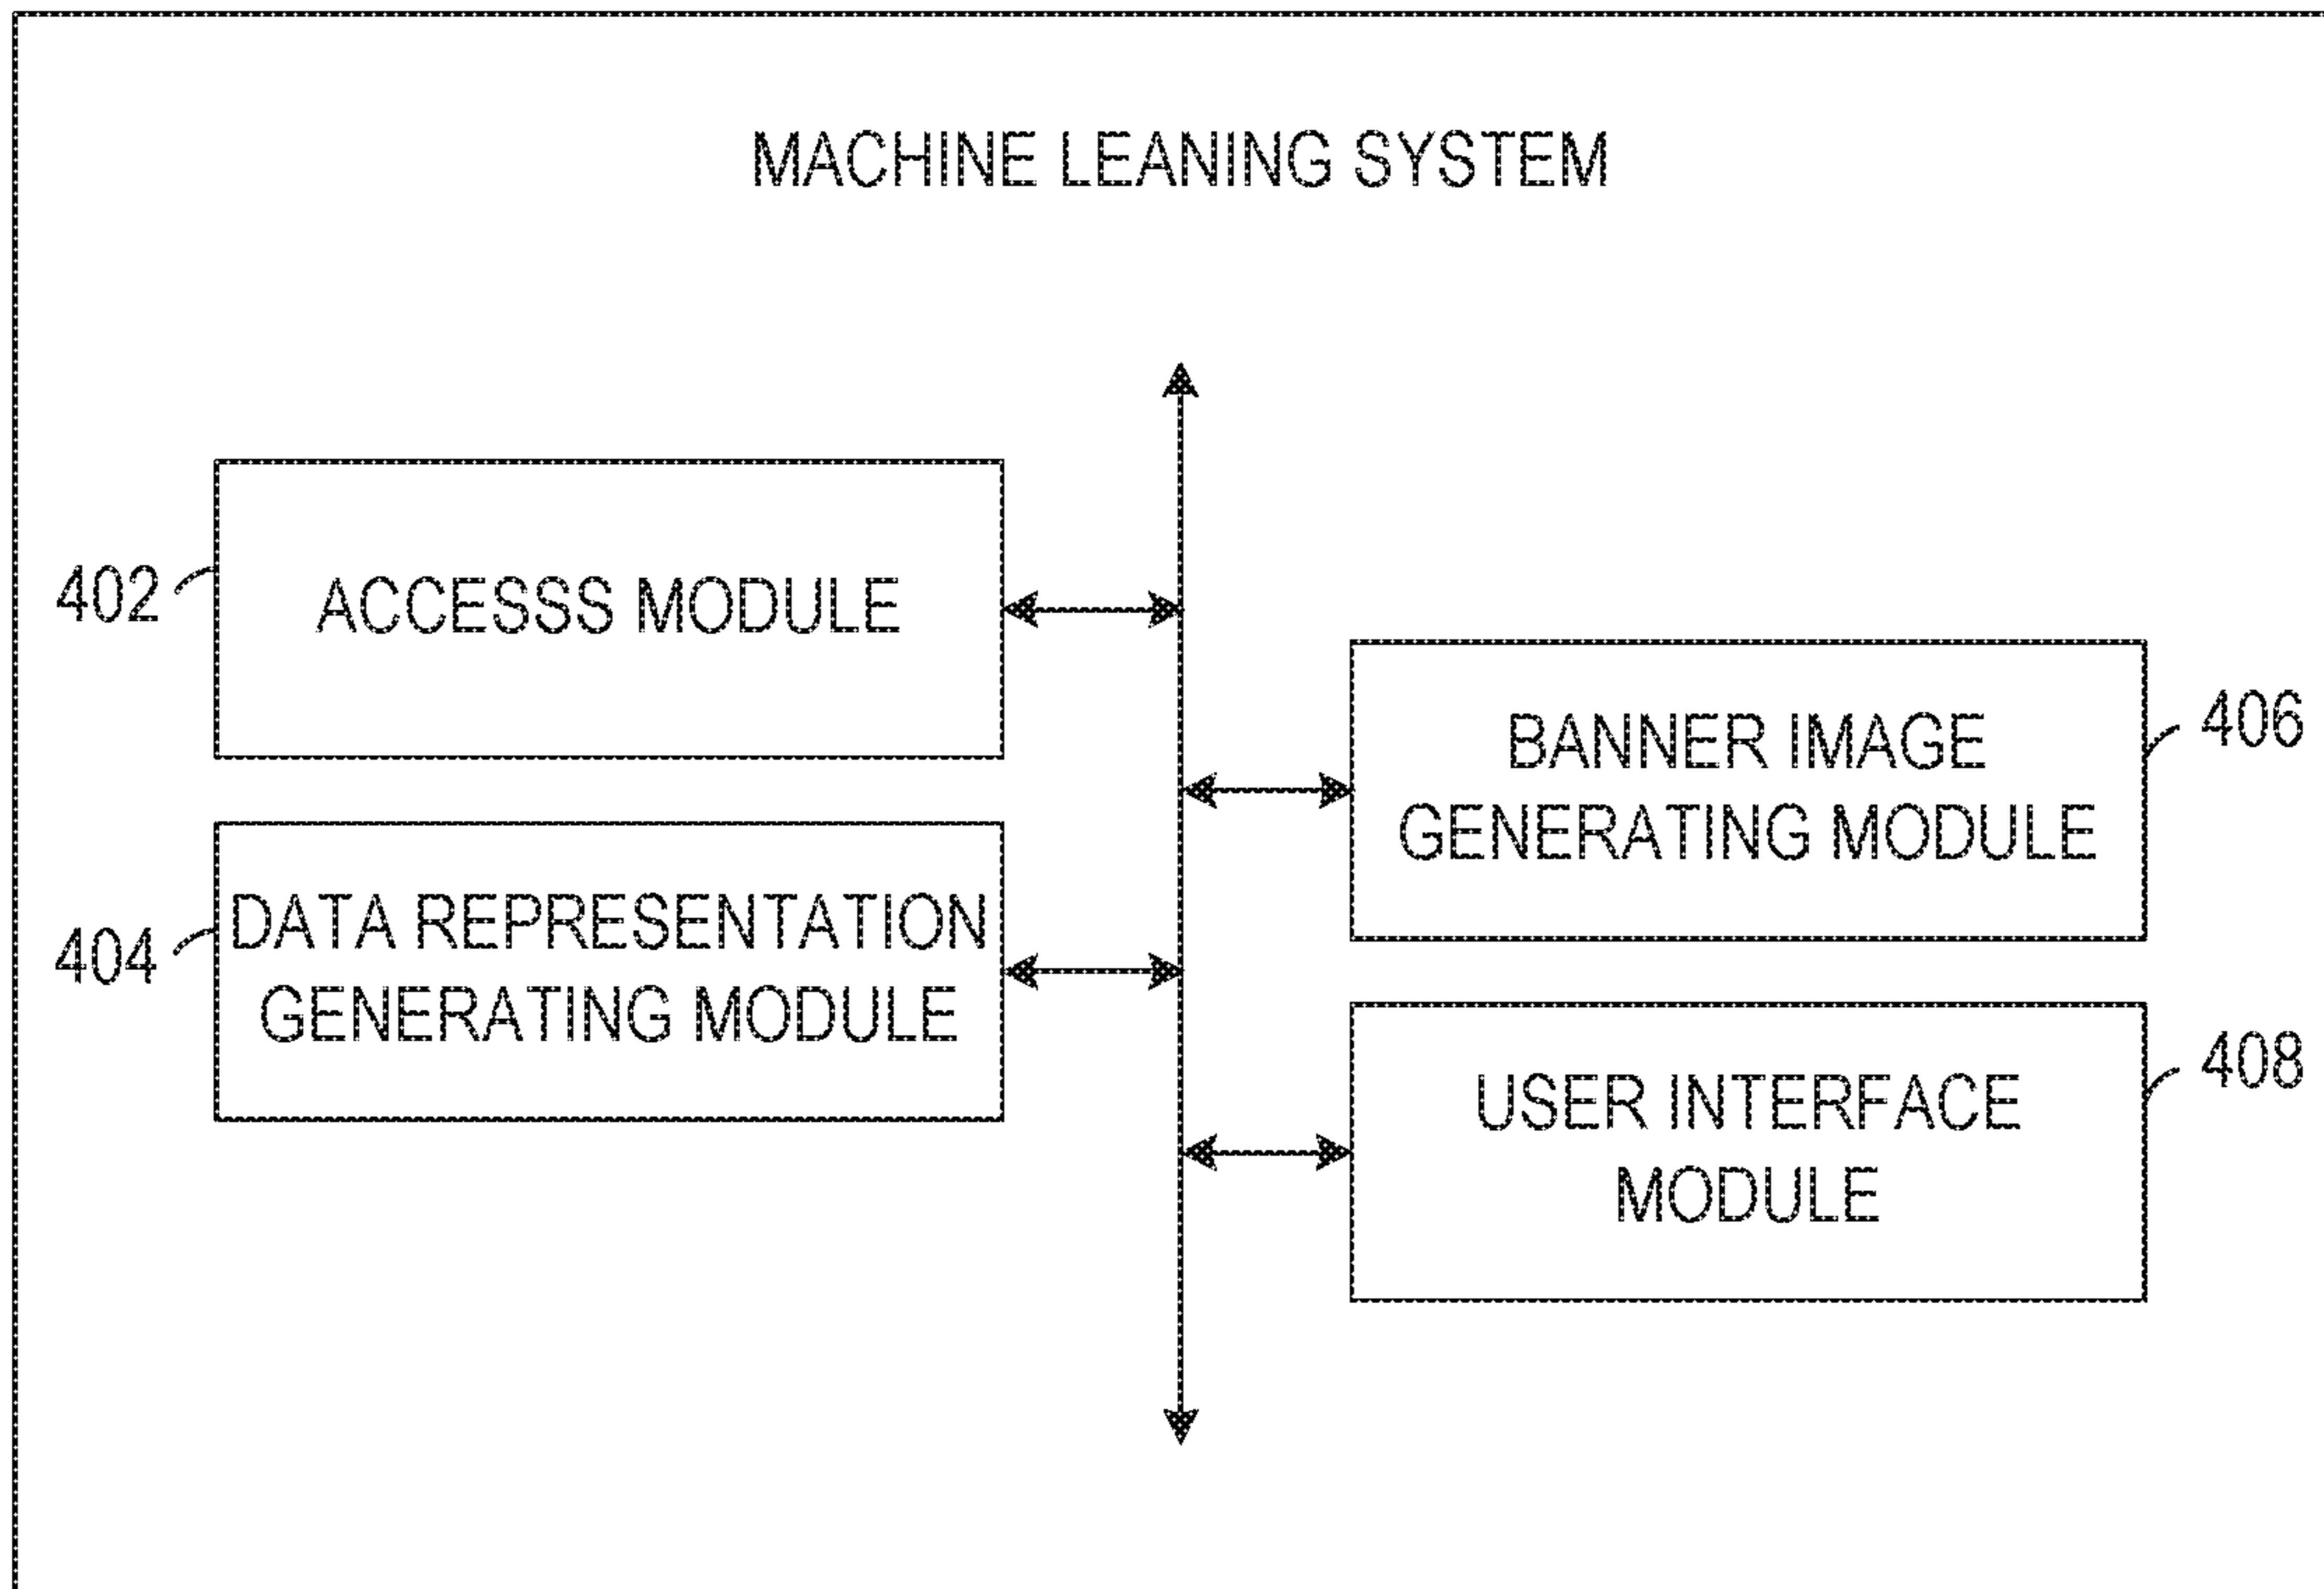 MACHINE LEANING SYSTEM
402
ACCESSS MODULE
404
DATA REPRESENTATION
GENERATING MODULE
BANNER IMAGE
GENERATING MODULE
406
USER INTERFACE
MODULE
408